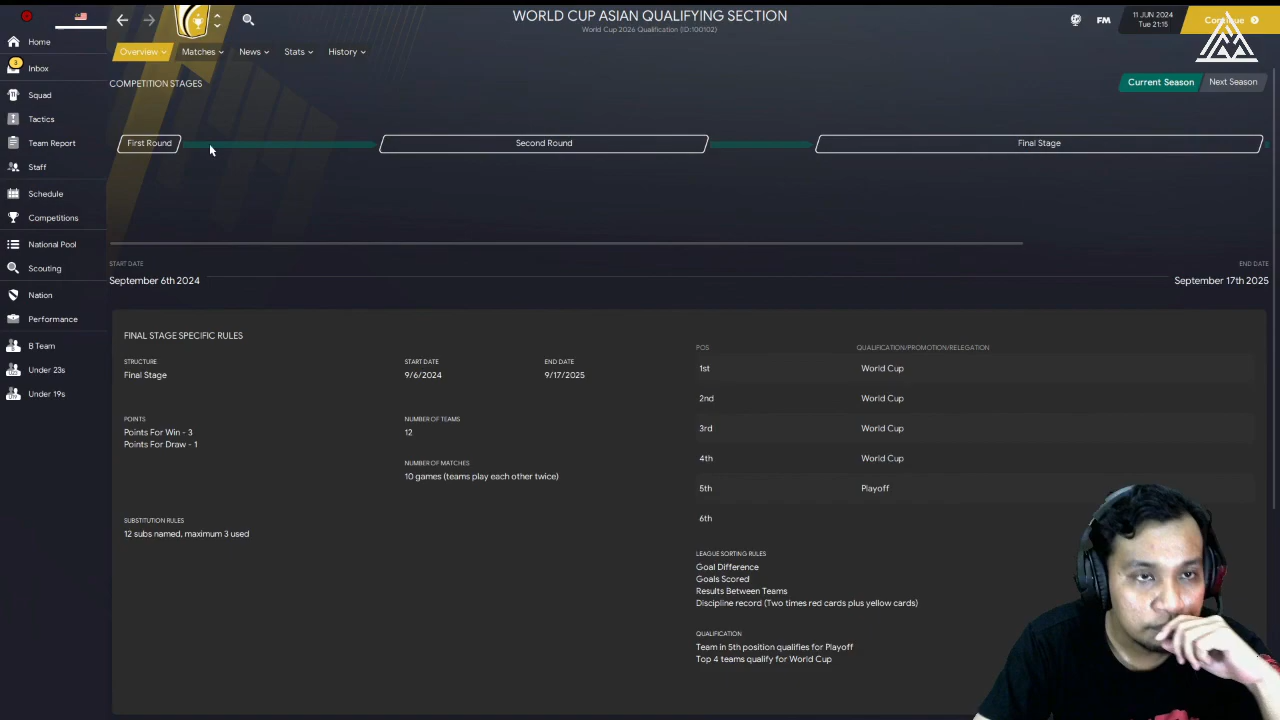 WORLD CUP ASIAN QUALIFYING SECTION
World Cup 2026 Qualification (ID:100102)
FM
11 JUN 2024
Tue 21:15
Continue
Overview
Matches
News
Stats
History
Home
3
Inbox
Squad
Tactics
Team Report
Staff
Schedule
Competitions
National Pool
Scouting
Nation
Performance
B Team
Under 23s
Under 19s
COMPETITION STAGES
Current Season
Next Season
First Round
Second Round
Final Stage
START DATE
September 6th 2024
END DATE
September 17th 2025
FINAL STAGE SPECIFIC RULES
STRUCTURE
Final Stage
START DATE
9/6/2024
END DATE
9/17/2025
POINTS
Points For Win - 3
Points For Draw - 1
NUMBER OF TEAMS
12
NUMBER OF MATCHES
10 games (teams play each other twice)
SUBSTITUTION RULES
12 subs named, maximum 3 used
POS
QUALIFICATION/PROMOTION/RELEGATION
1st World Cup
2nd World Cup
3rd World Cup
4th World Cup
5th Playoff
6th
LEAGUE SORTING RULES
Goal Difference
Goals Scored
Results Between Teams
Discipline record (Two times red cards plus yellow cards)
QUALIFICATION
Team in 5th position qualifies for Playoff
Top 4 teams qualify for World Cup